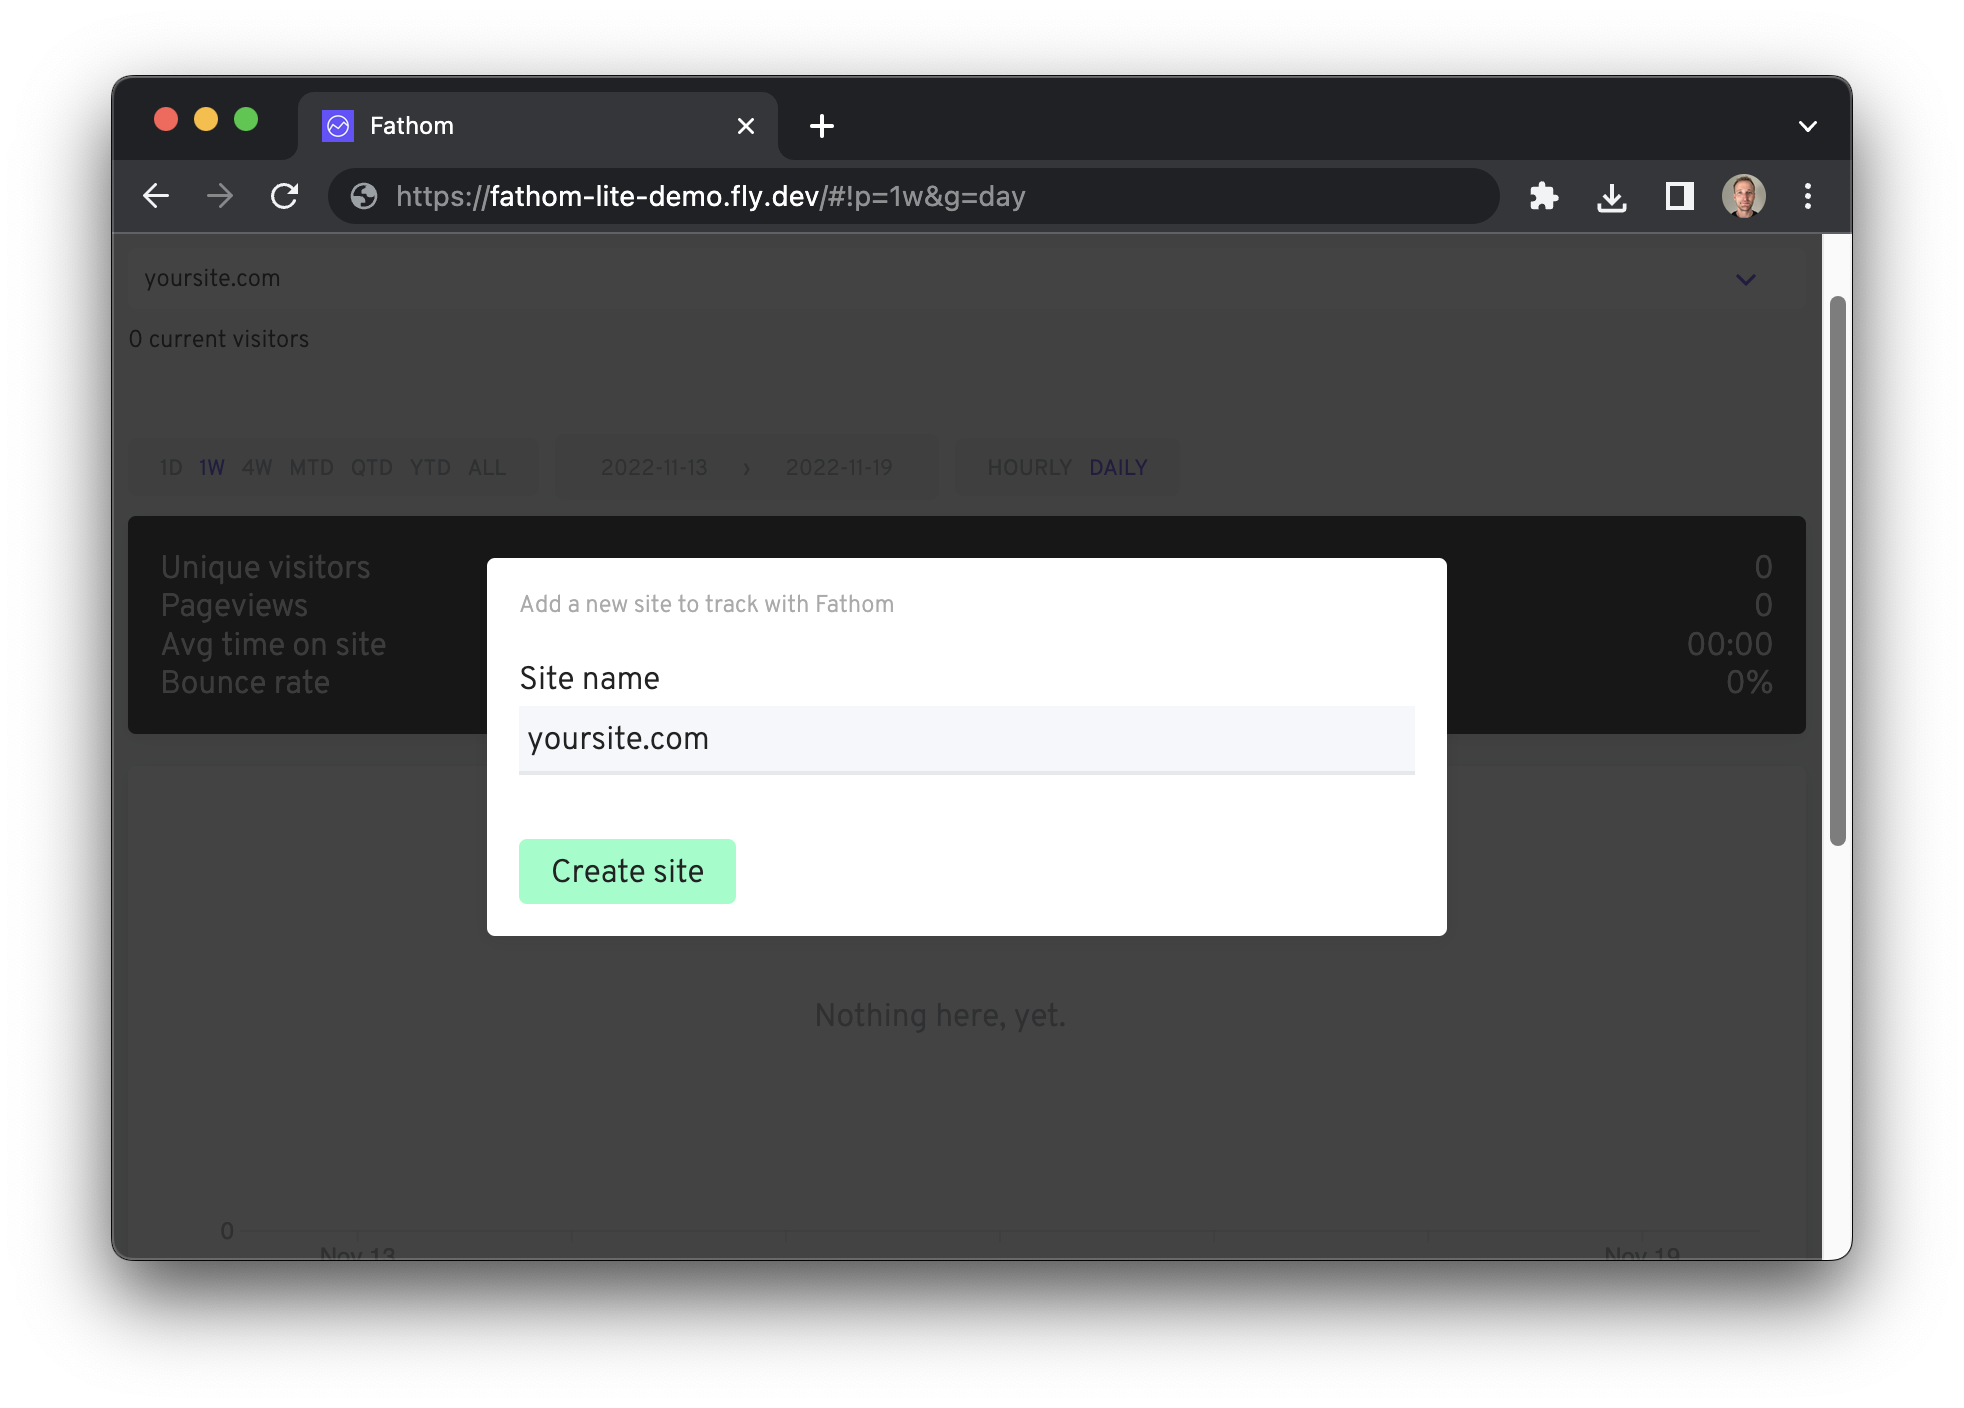 Fathom
https://fathom-lite-demo.fly.dev/#!p=1w&g=day
yoursite.com
0 current visitors
1D 1W 4W MTD QTD YTD ALL 2022-11-13 › 2022-11-19 HOURLY DAILY
Unique visitors 0
Pageviews 0
Avg time on site 00:00
Bounce rate 0%
Add a new site to track with Fathom
Site name
yoursite.com
Create site
Nothing here, yet.
0
Nov 13 Nov 19